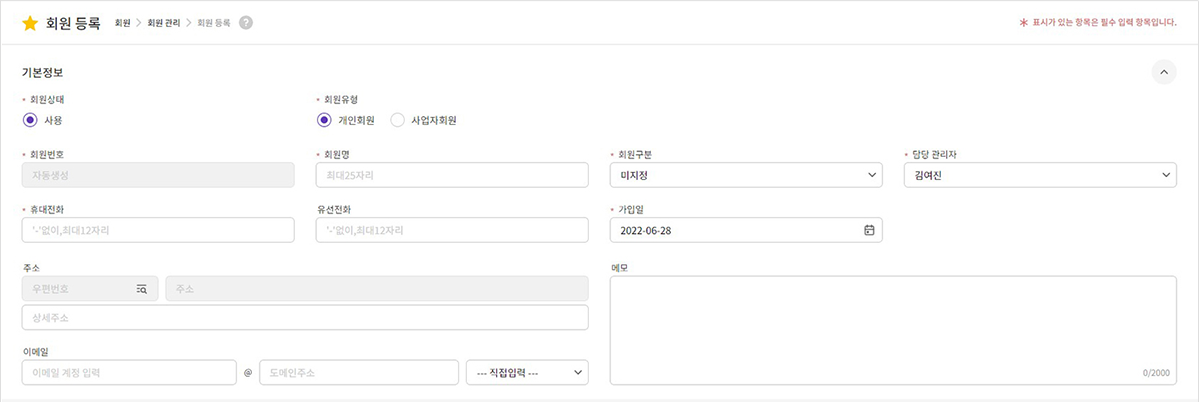 회원 등록 회원 > 회원 관리 > 회원 등록 ? * 표시가 있는 항목은 필수 입력 항목입니다.
기본정보
• 회원상태 • 회원유형
사용 개인회원 사업자회원
• 회원번호 • 회원명 • 회원구분 • 담당 관리자
자동생성 최대25자리 미지정 김여진
• 휴대전화 유선전화 • 가입일
'-'없이,최대12자리 '-'없이,최대12자리 2022-06-28
주소 메모
우편번호 주소
상세주소
이메일
이메일 계정 입력 @ 도메인주소 --- 직접입력 --- 0/2000